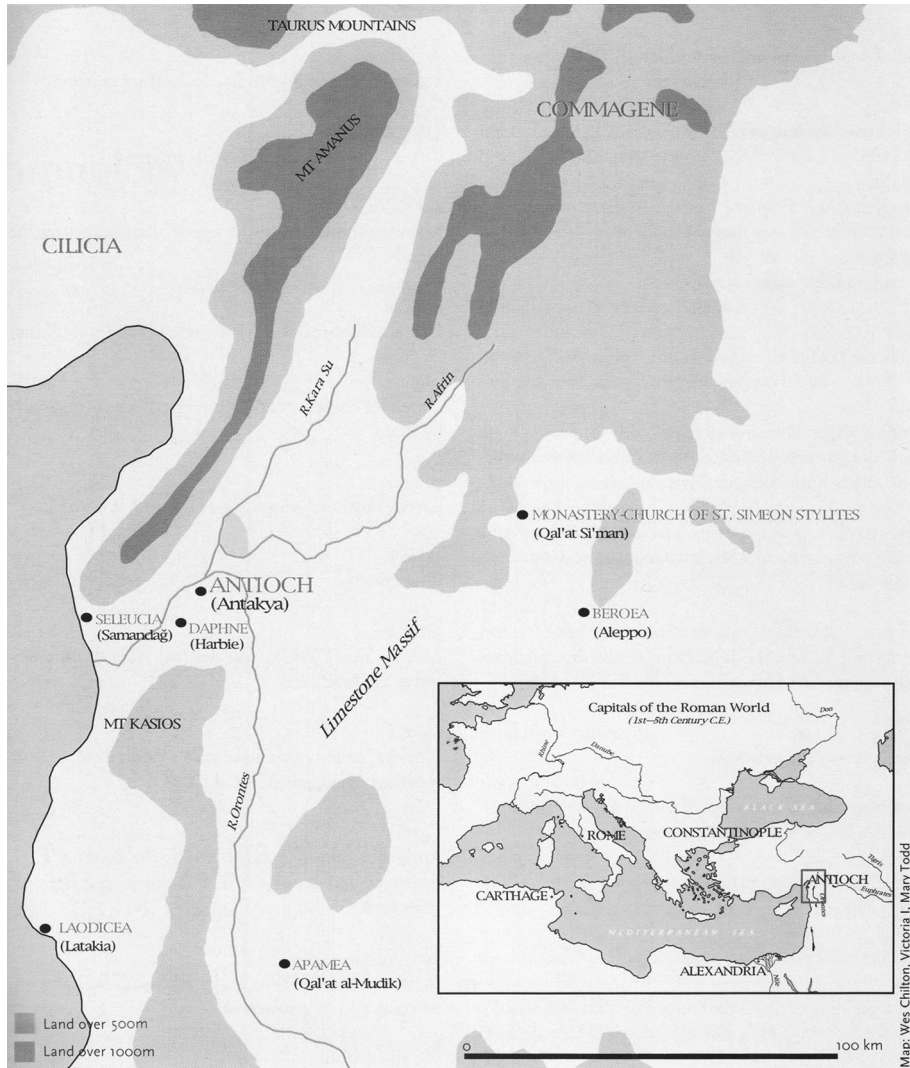 TAURUS MOUNTAINS
COMMAGENE
MT AMANUS
CILICIA
R.Kara Su
R.Afrin
MONASTERY-CHURCH OF ST. SIMEON STYLITES
(Qal'at Si'man)
ANTIOCH
(Antakya)
SELEUCIA
(Samandağ)
DAPHNE
(Harbie)
BEROEA
(Aleppo)
Limestone Massif
MT KASIOS
R.Orontes
LAODICEA
(Latakia)
APAMEA
(Qal'at al-Mudik)
Land over 500m
Land over 1000m
Capitals of the Roman World
(1st–5th Century C.E.)
Rhine
Danube
Don
BLACK SEA
ROME
CONSTANTINOPLE
Tigris
ANTIOCH
Euphrates
Orontes
CARTHAGE
MEDITERRANEAN SEA
ALEXANDRIA
Nile
0
100 km
Map: Wes Chilton, Victoria I, Mary Todd